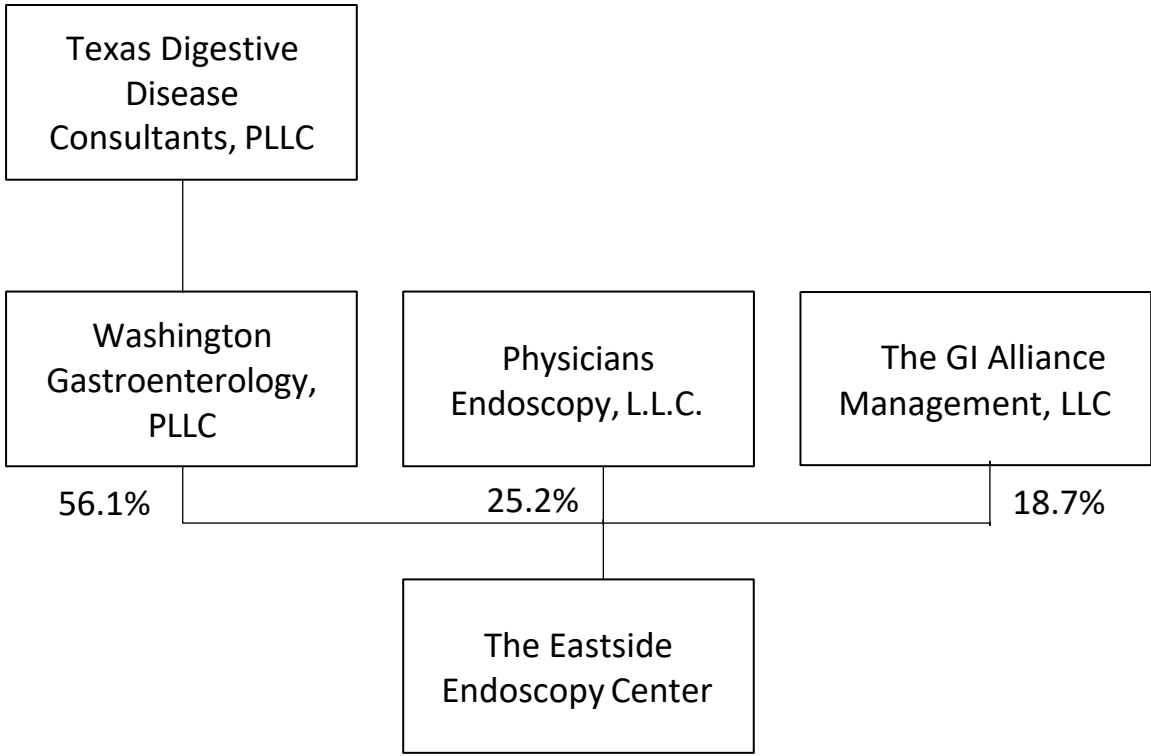 Texas Digestive
Disease
Consultants, PLLC
Washington
Gastroenterology,
PLLC
Physicians
Endoscopy, L.L.C.
The GI Alliance
Management, LLC
56.1%
25.2%
18.7%
The Eastside
Endoscopy Center